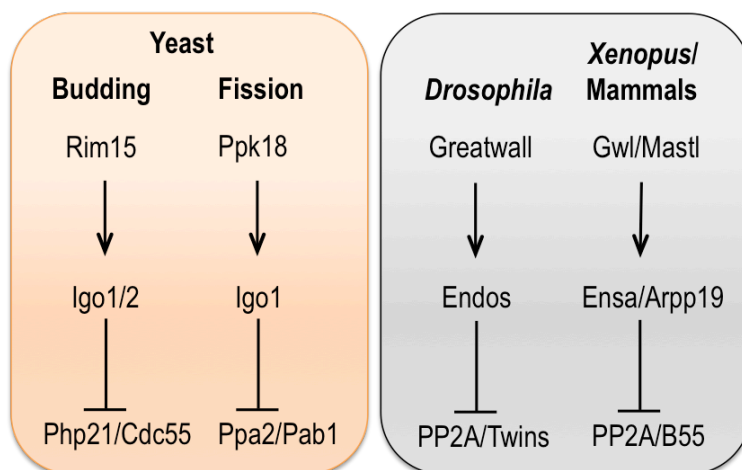 Yeast
Budding Fission
Rim15 Ppk18
Igo1/2 Igo1
Php21/Cdc55 Ppa2/Pab1
Xenopus/
Drosophila Mammals
Greatwall Gwl/Mastl
Endos Ensa/Arpp19
PP2A/Twins PP2A/B55